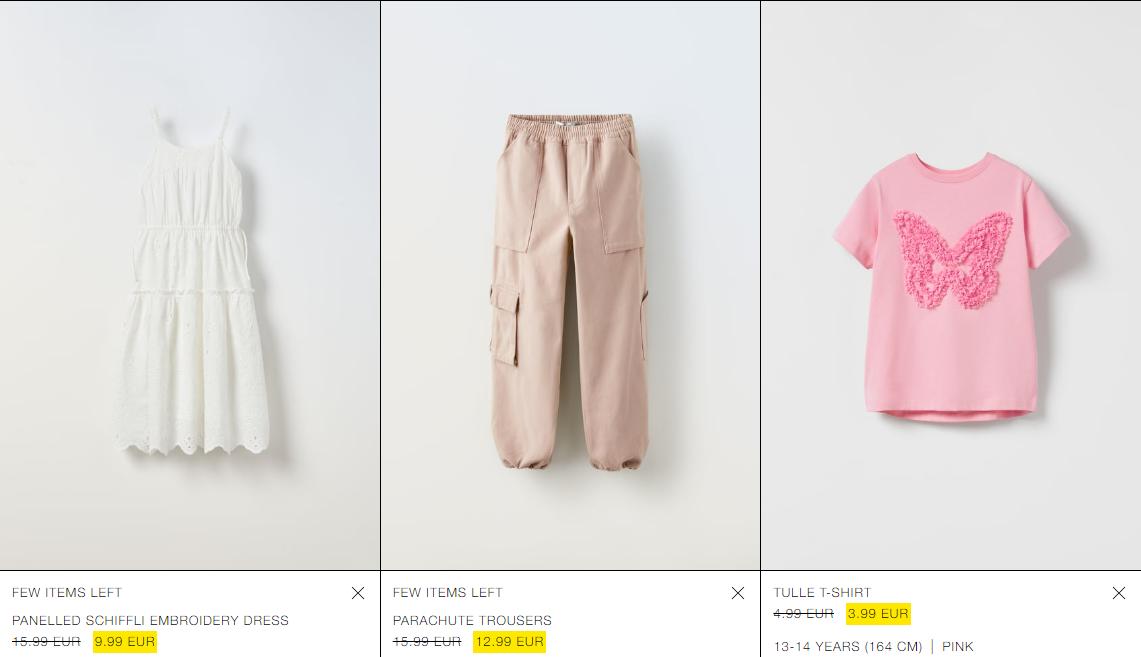 FEW ITEMS LEFT
PANELLED SCHIFFLI EMBROIDERY DRESS
15.99 EUR 9.99 EUR
FEW ITEMS LEFT
PARACHUTE TROUSERS
15.99 EUR 12.99 EUR
TULLE T-SHIRT
4.99 EUR 3.99 EUR
13-14 YEARS (164 CM) | PINK